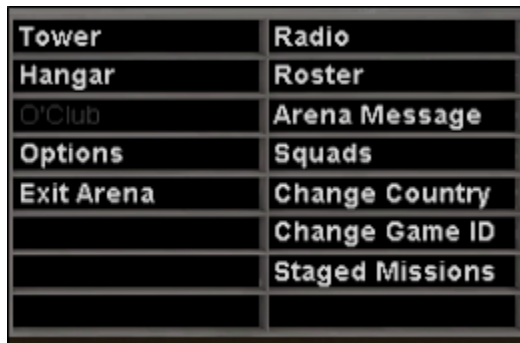 Tower
Hangar
O'Club
Options
Exit Arena
Radio
Roster
Arena Message
Squads
Change Country
Change Game ID
Staged Missions